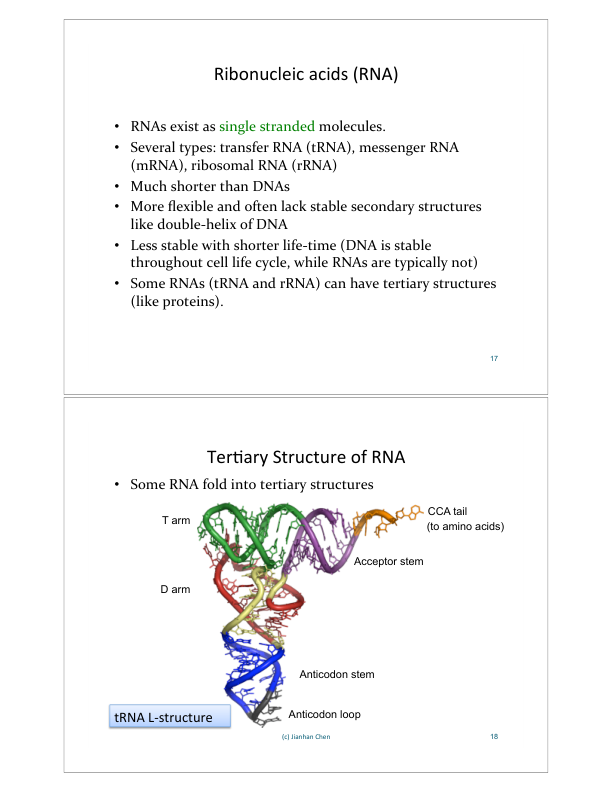 Ribonucleic acids (RNA)
• RNAs exist as single stranded molecules.
• Several types: transfer RNA (tRNA), messenger RNA
(mRNA), ribosomal RNA (rRNA)
• Much shorter than DNAs
• More flexible and often lack stable secondary structures
like double-helix of DNA
• Less stable with shorter life-time (DNA is stable
throughout cell life cycle, while RNAs are typically not)
• Some RNAs (tRNA and rRNA) can have tertiary structures
(like proteins).
17
Tertiary Structure of RNA
• Some RNA fold into tertiary structures
CCA tail
(to amino acids)
T arm
Acceptor stem
D arm
Anticodon stem
Anticodon loop
tRNA L-structure
(c) Jianhan Chen
18